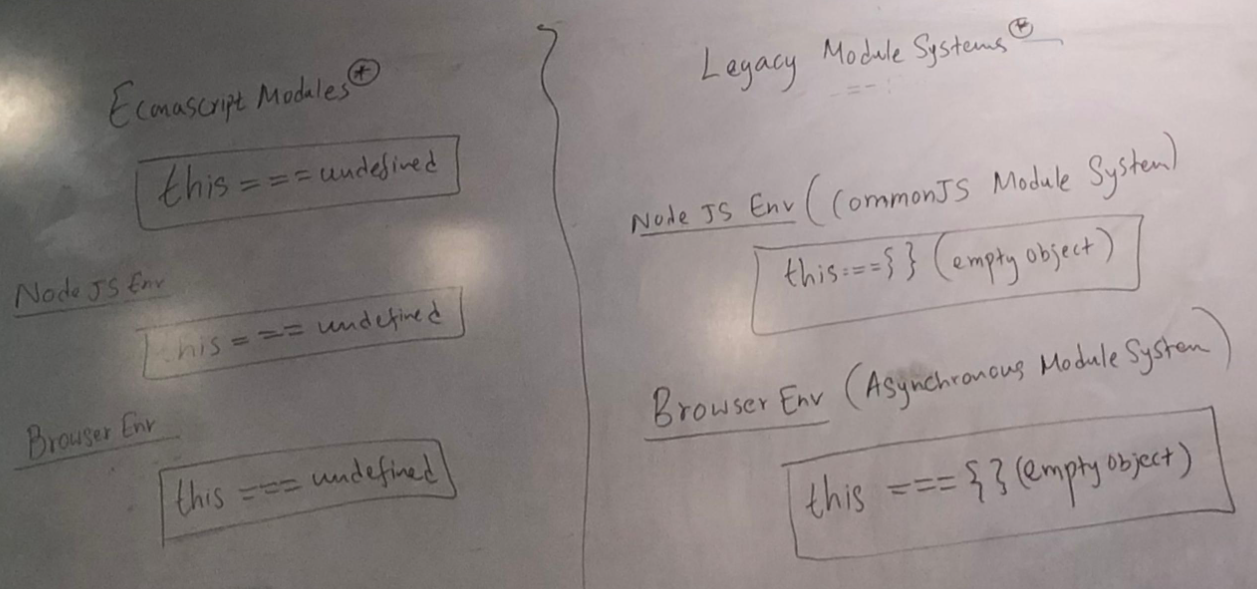 Ecmascript Modules +
this === undefined
Node JS Env
this === undefined
Browser Env
this === undefined
Legacy Module Systems +
Node JS Env (CommonJS Module System)
this === { } (empty object)
Browser Env (Asynchronous Module System)
this === { } (empty object)